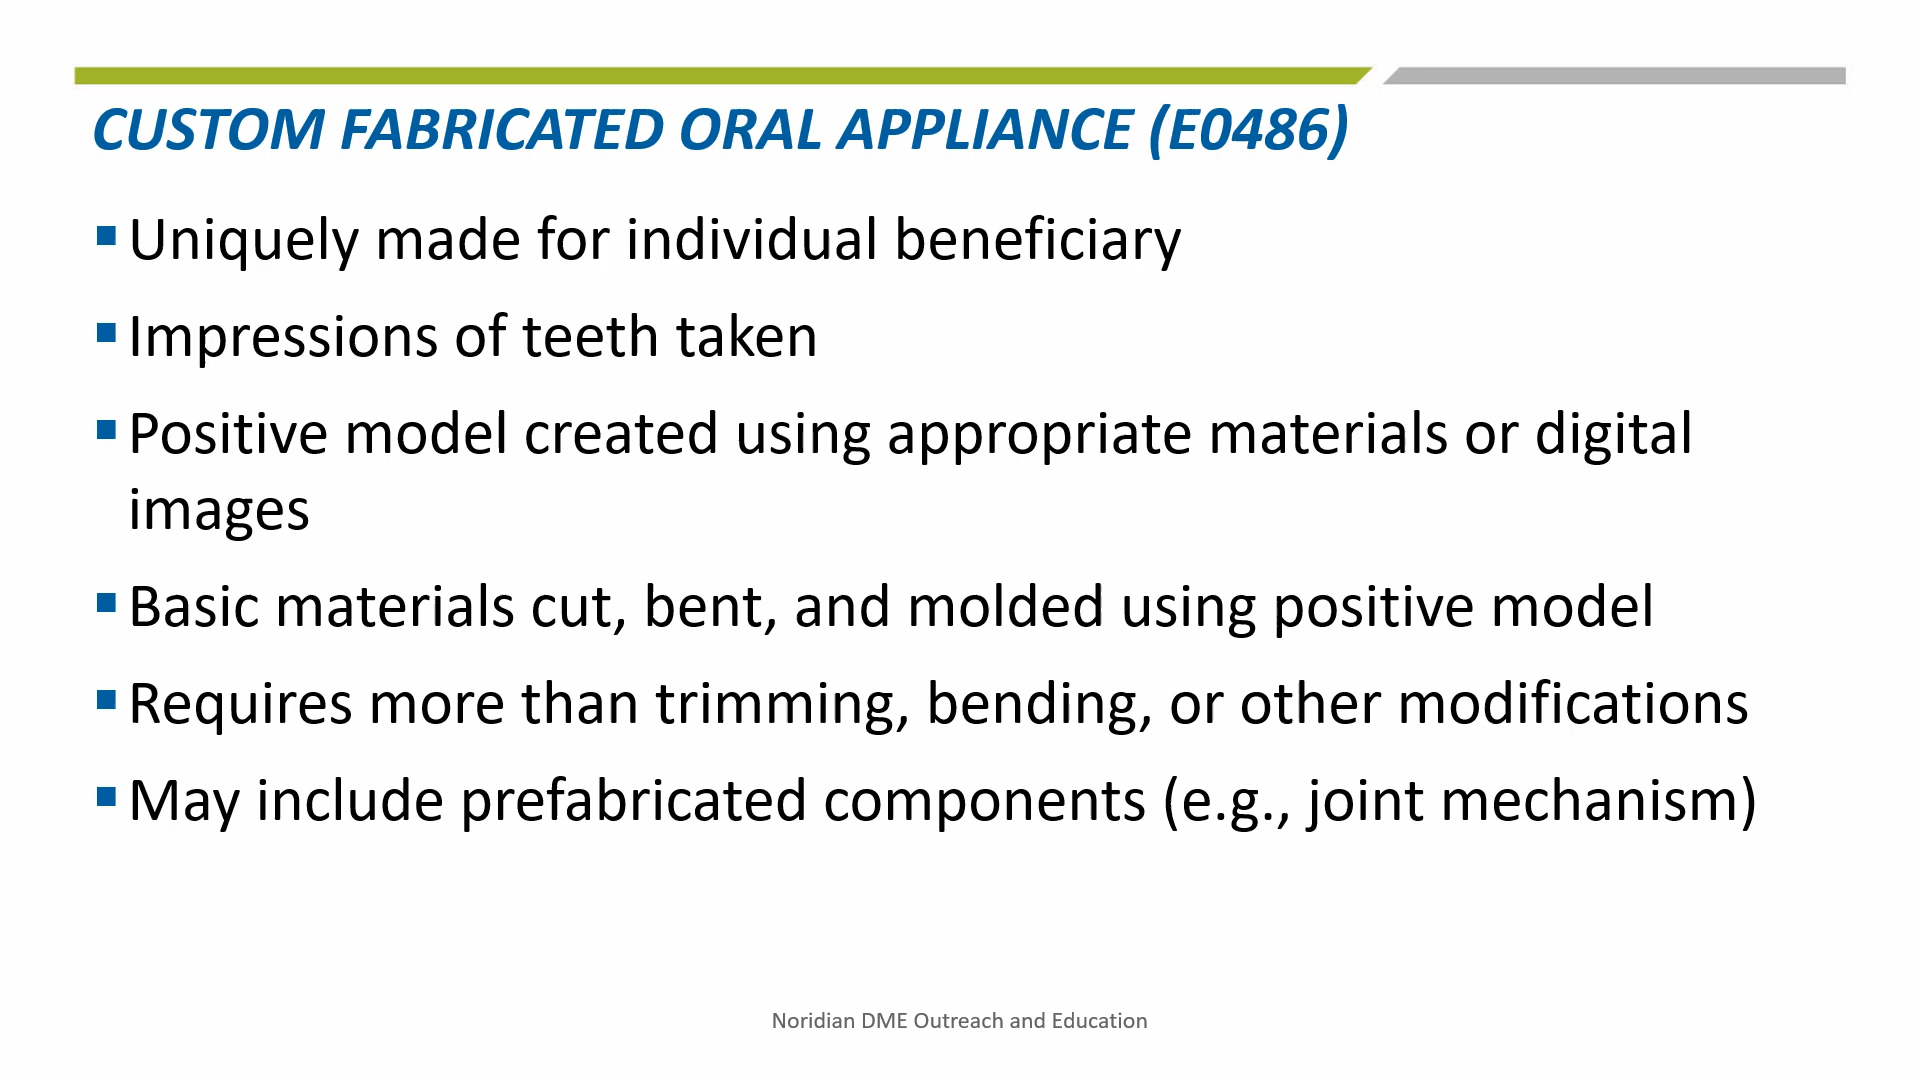 CUSTOM FABRICATED ORAL APPLIANCE (E0486)
▪Uniquely made for individual beneficiary
▪Impressions of teeth taken
▪Positive model created using appropriate materials or digital
images
▪Basic materials cut, bent, and molded using positive model
▪Requires more than trimming, bending, or other modifications
▪May include prefabricated components (e.g., joint mechanism)
Noridian DME Outreach and Education